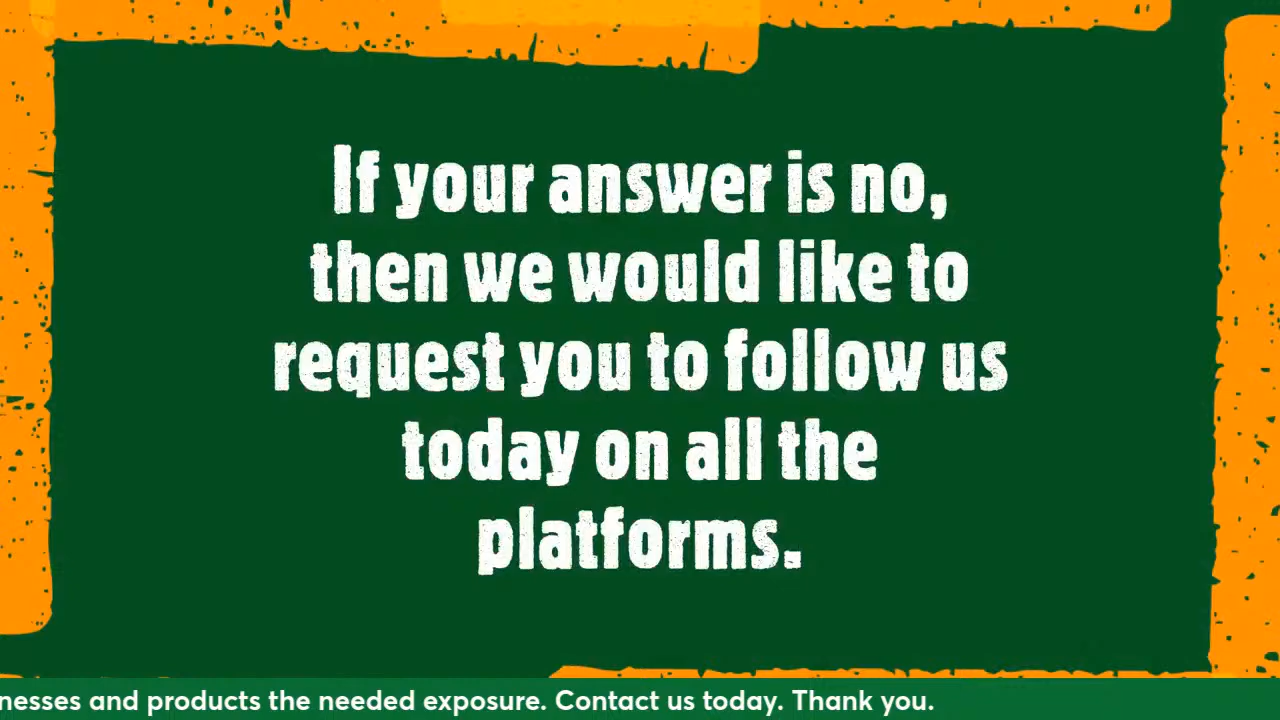 If your answer is no,
then we would like to
request you to follow us
today on all the
platforms.
nesses and products the needed exposure. Contact us today. Thank you.